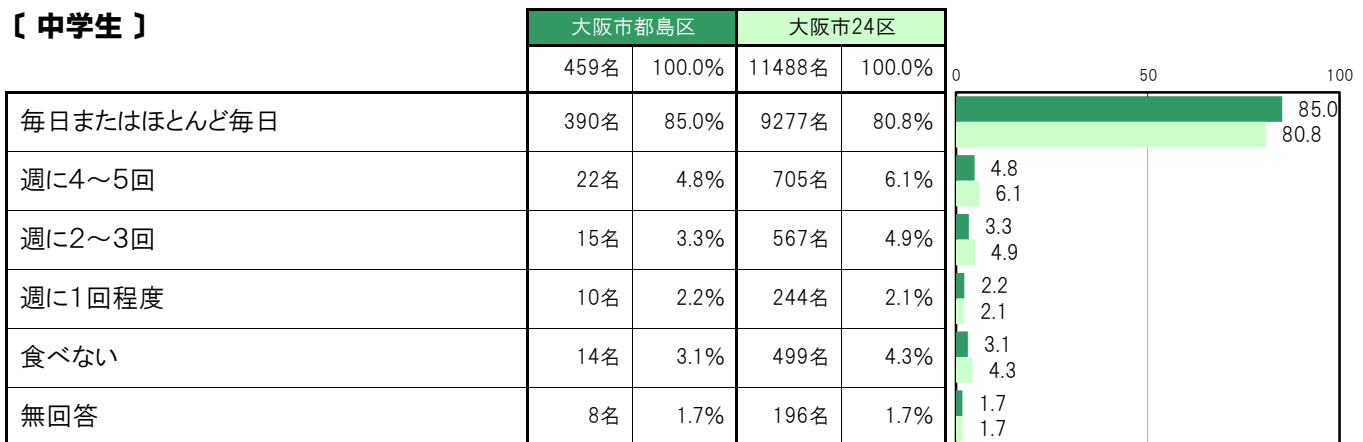 〔 中学生 〕
大阪市都島区 大阪市24区
459名 100.0% 11488名 100.0% 0 50 100
毎日またはほとんど毎日 390名 85.0% 9277名 80.8% 85.0
80.8
週に4～5回 22名 4.8% 705名 6.1% 4.8
6.1
週に2～3回 15名 3.3% 567名 4.9% 3.3
4.9
週に1回程度 10名 2.2% 244名 2.1% 2.2
2.1
食べない 14名 3.1% 499名 4.3% 3.1
4.3
無回答 8名 1.7% 196名 1.7% 1.7
1.7